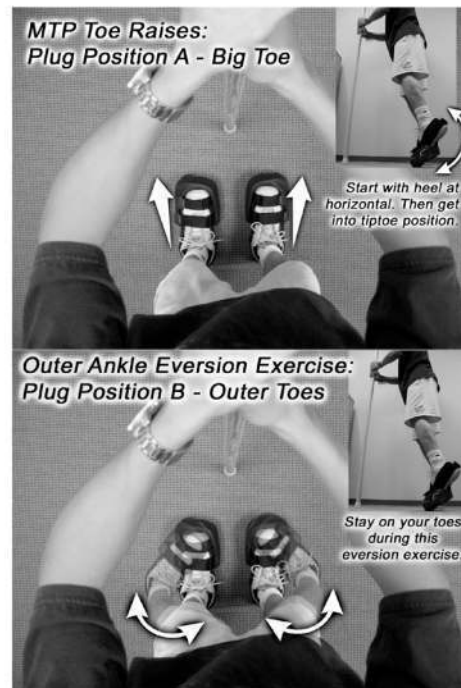 MTP Toe Raises:
Plug Position A - Big Toe
Start with heel at
horizontal. Then get
into tiptoe position.
Outer Ankle Eversion Exercise:
Plug Position B - Outer Toes
Stay on your toes
during this
eversion exercise.